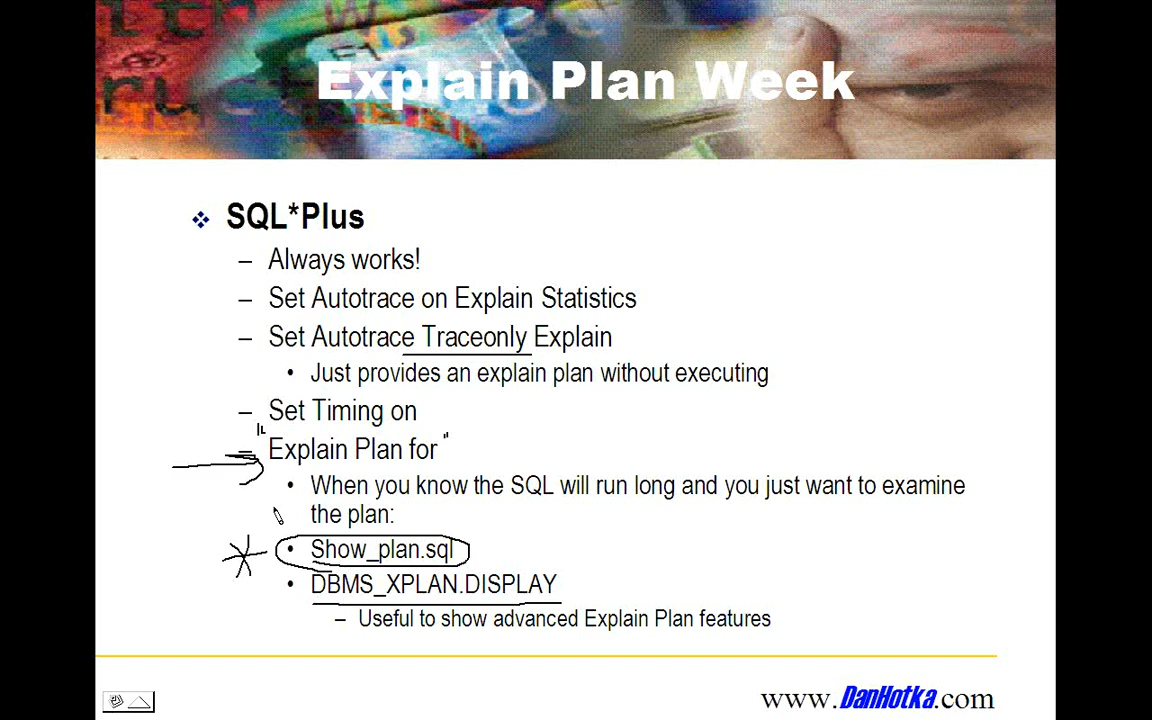 Explain Plan Week
❖ SQL*Plus
– Always works!
– Set Autotrace on Explain Statistics
– Set Autotrace Traceonly Explain
• Just provides an explain plan without executing
– Set Timing on
– "Explain Plan for"
• When you know the SQL will run long and you just want to examine
the plan:
• Show_plan.sql
• DBMS_XPLAN.DISPLAY
– Useful to show advanced Explain Plan features
www.DanHotka.com